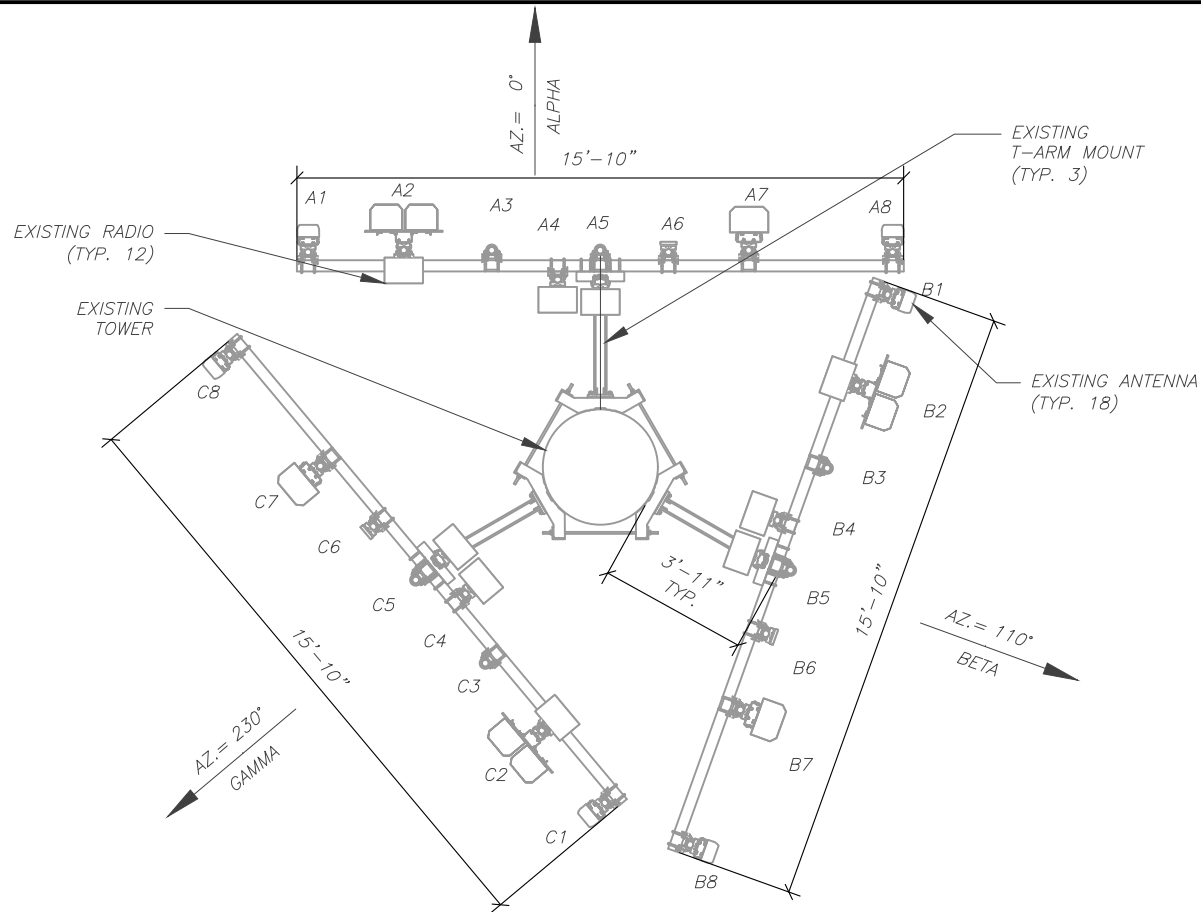 AZ.= 0°
ALPHA
15'-10"
EXISTING
T-ARM MOUNT
(TYP. 3)
A1
A2
A3
A4
A5
A6
A7
A8
EXISTING RADIO
(TYP. 12)
EXISTING
TOWER
B1
EXISTING ANTENNA
(TYP. 18)
B2
B3
B4
B5
B6
B7
B8
3'-11"
TYP.
15'-10"
AZ.= 110°
BETA
C8
C7
C6
C5
C4
C3
C2
C1
15'-10"
AZ.= 230°
GAMMA